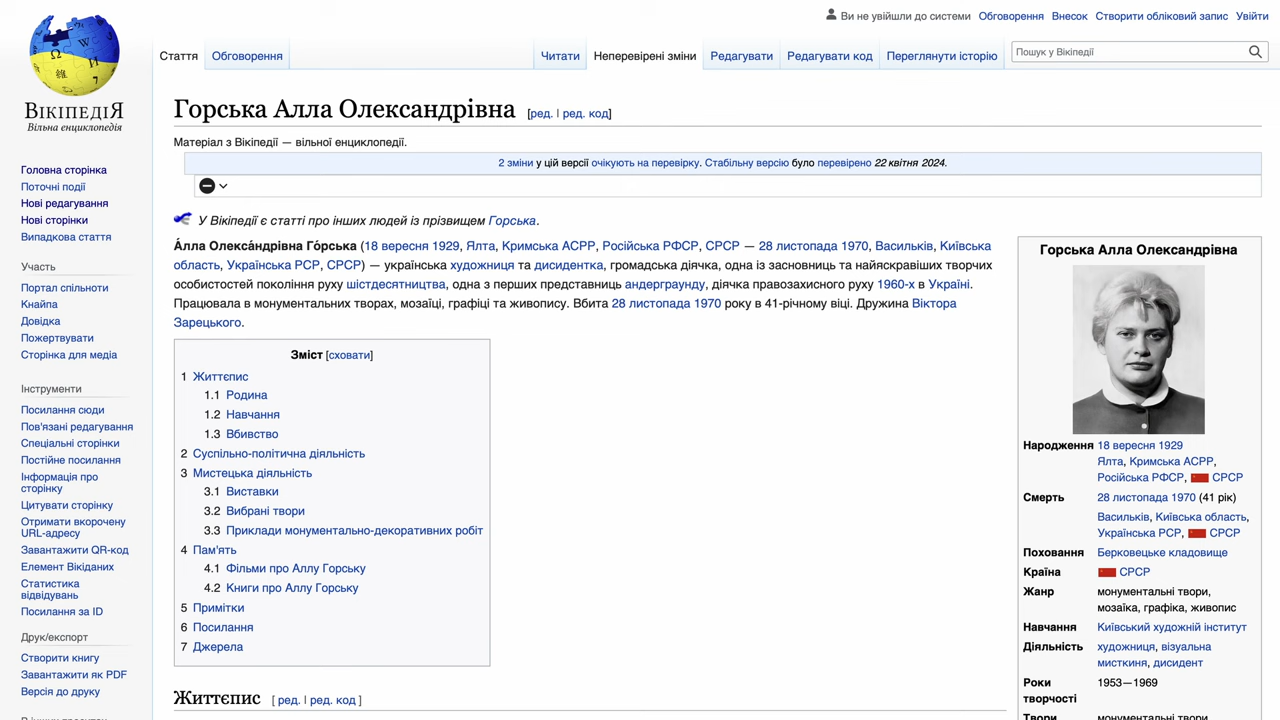 Ви не увійшли до системи Обговорення Внесок Створити обліковий запис Увійти
ВікіпедіЯ
Вільна енциклопедія
Стаття Обговорення Читати Неперевірені зміни Редагувати Редагувати код Переглянути історію Пошук у Вікіпедії
Головна сторінка
Поточні події
Нові редагування
Нові сторінки
Випадкова стаття
Участь
Портал спільноти
Кнайпа
Довідка
Пожертвувати
Сторінка для медіа
Інструменти
Посилання сюди
Пов'язані редагування
Спеціальні сторінки
Постійне посилання
Інформація про
сторінку
Цитувати сторінку
Отримати вкорочену
URL-адресу
Завантажити QR-код
Елемент Вікіданих
Статистика
відвідувань
Посилання за ID
Друк/експорт
Створити книгу
Завантажити як PDF
Версія до друку
Горська Алла Олександрівна [ред. | ред. код]
Матеріал з Вікіпедії — вільної енциклопедії.
2 зміни у цій версії очікують на перевірку. Стабільну версію було перевірено 22 квітня 2024.
У Вікіпедії є статті про інших людей із прізвищем Горська.
А́лла Олекса́ндрівна Го́рська (18 вересня 1929, Ялта, Кримська АСРР, Російська РФСР, СРСР — 28 листопада 1970, Васильків, Київська
область, Українська РСР, СРСР) — українська художниця та дисидентка, громадська діячка, одна із засновниць та найяскравіших творчих
особистостей покоління руху шістдесятництва, одна з перших представниць андерграунду, діячка правозахисного руху 1960-х в Україні.
Працювала в монументальних творах, мозаїці, графіці та живопису. Вбита 28 листопада 1970 року в 41-річному віці. Дружина Віктора
Зарецького.
Зміст [сховати]
1 Життєпис
1.1 Родина
1.2 Навчання
1.3 Вбивство
2 Суспільно-політична діяльність
3 Мистецька діяльність
3.1 Виставки
3.2 Вибрані твори
3.3 Приклади монументально-декоративних робіт
4 Пам'ять
4.1 Фільми про Аллу Горську
4.2 Книги про Аллу Горську
5 Примітки
6 Посилання
7 Джерела
Життєпис [ ред. | ред. код ]
Горська Алла Олександрівна
Народження 18 вересня 1929
Ялта, Кримська АСРР,
Російська РФСР, СРСР
Смерть 28 листопада 1970 (41 рік)
Васильків, Київська область,
Українська РСР, СРСР
Поховання Берковецьке кладовище
Країна СРСР
Жанр монументальні твори,
мозаїка, графіка, живопис
Навчання Київський художній інститут
Діяльність художниця, візуальна
мисткиня, дисидент
Роки 1953—1969
творчості
Твори монументальні твори